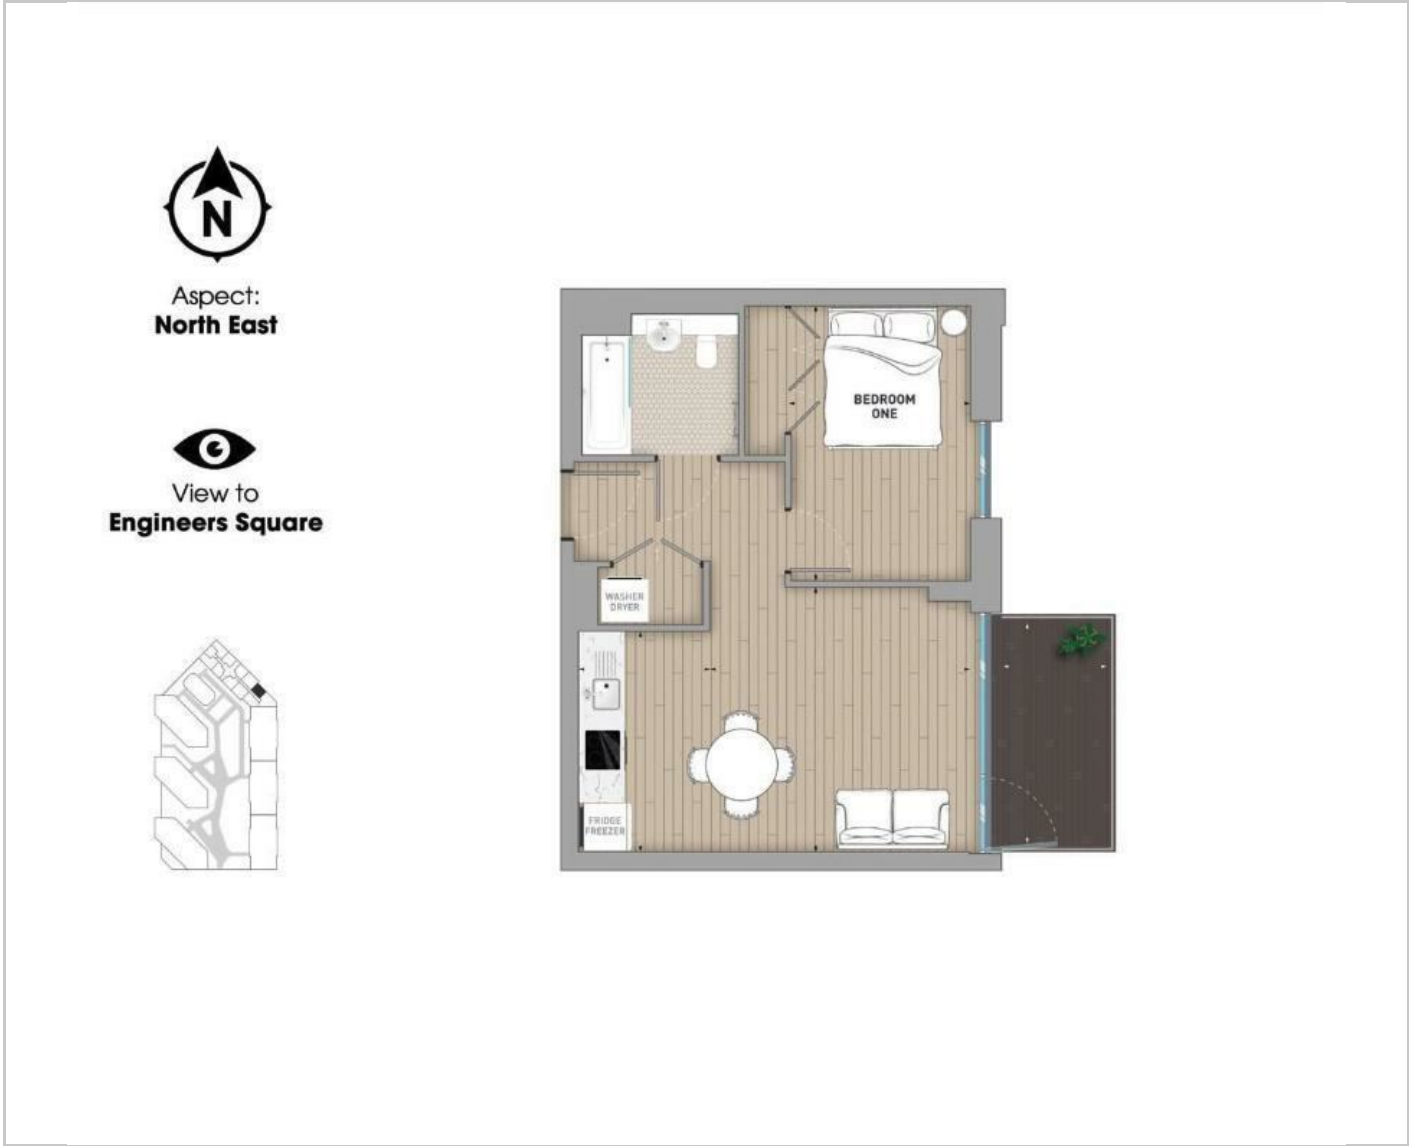 N
Aspect:
North East
View to
Engineers Square
BEDROOM
ONE
WASHER
DRYER
FRIDGE
FREEZER